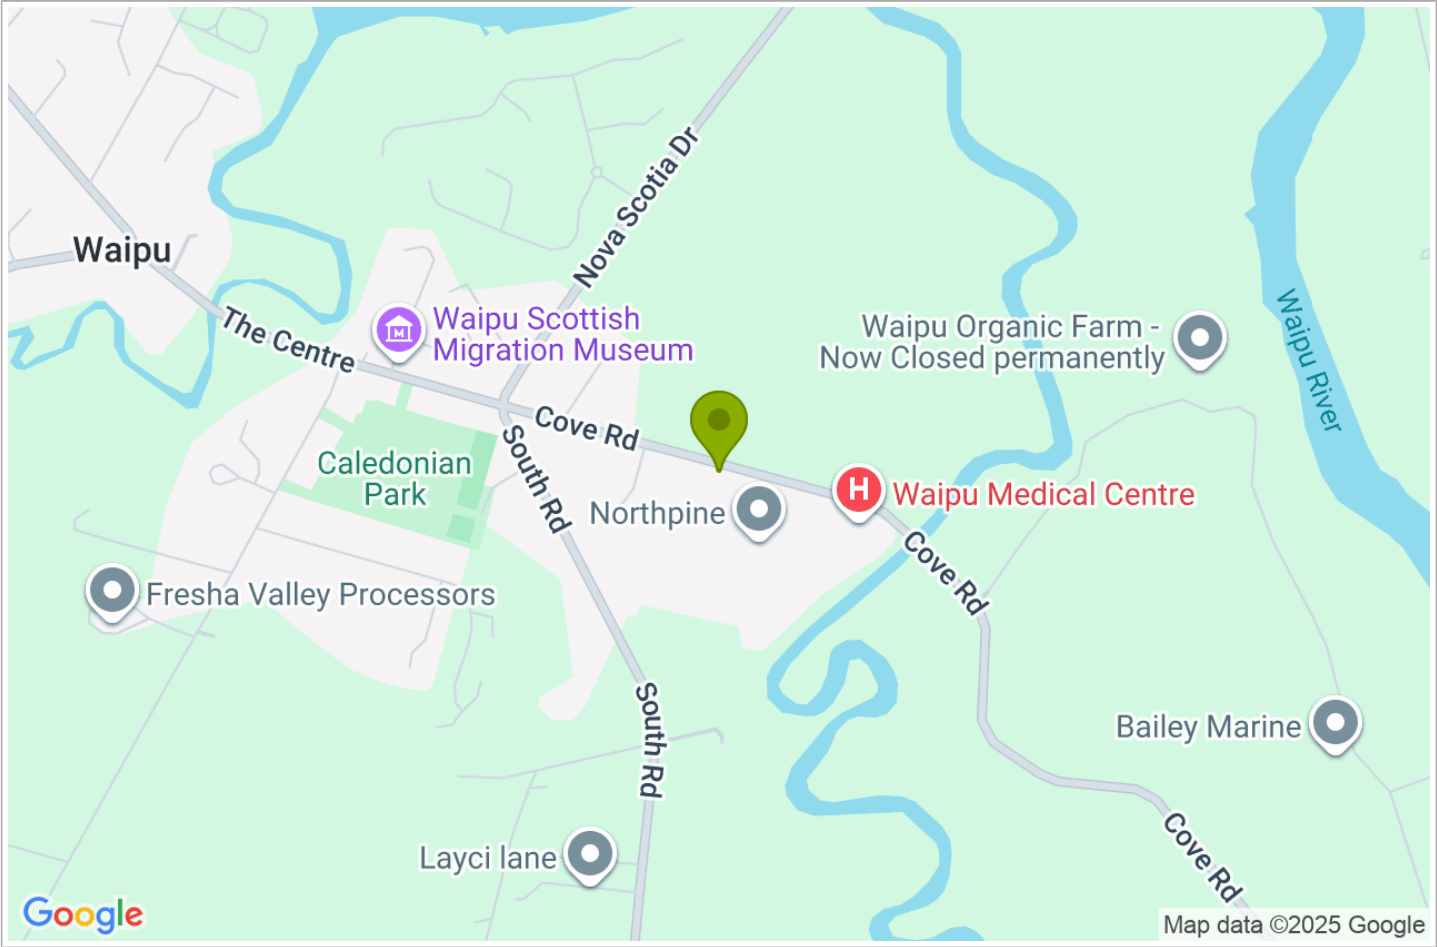 Nova Scotia Dr
Waipu
The Centre
Waipu Scottish
Migration Museum
Waipu Organic Farm -
Now Closed permanently
Waipu River
Cove Rd
South Rd
Caledonian
Park
H
Waipu Medical Centre
Northpine
Cove Rd
Fresha Valley Processors
South Rd
Bailey Marine
Layci lane
Cove Rd
Google
Map data ©2025 Google